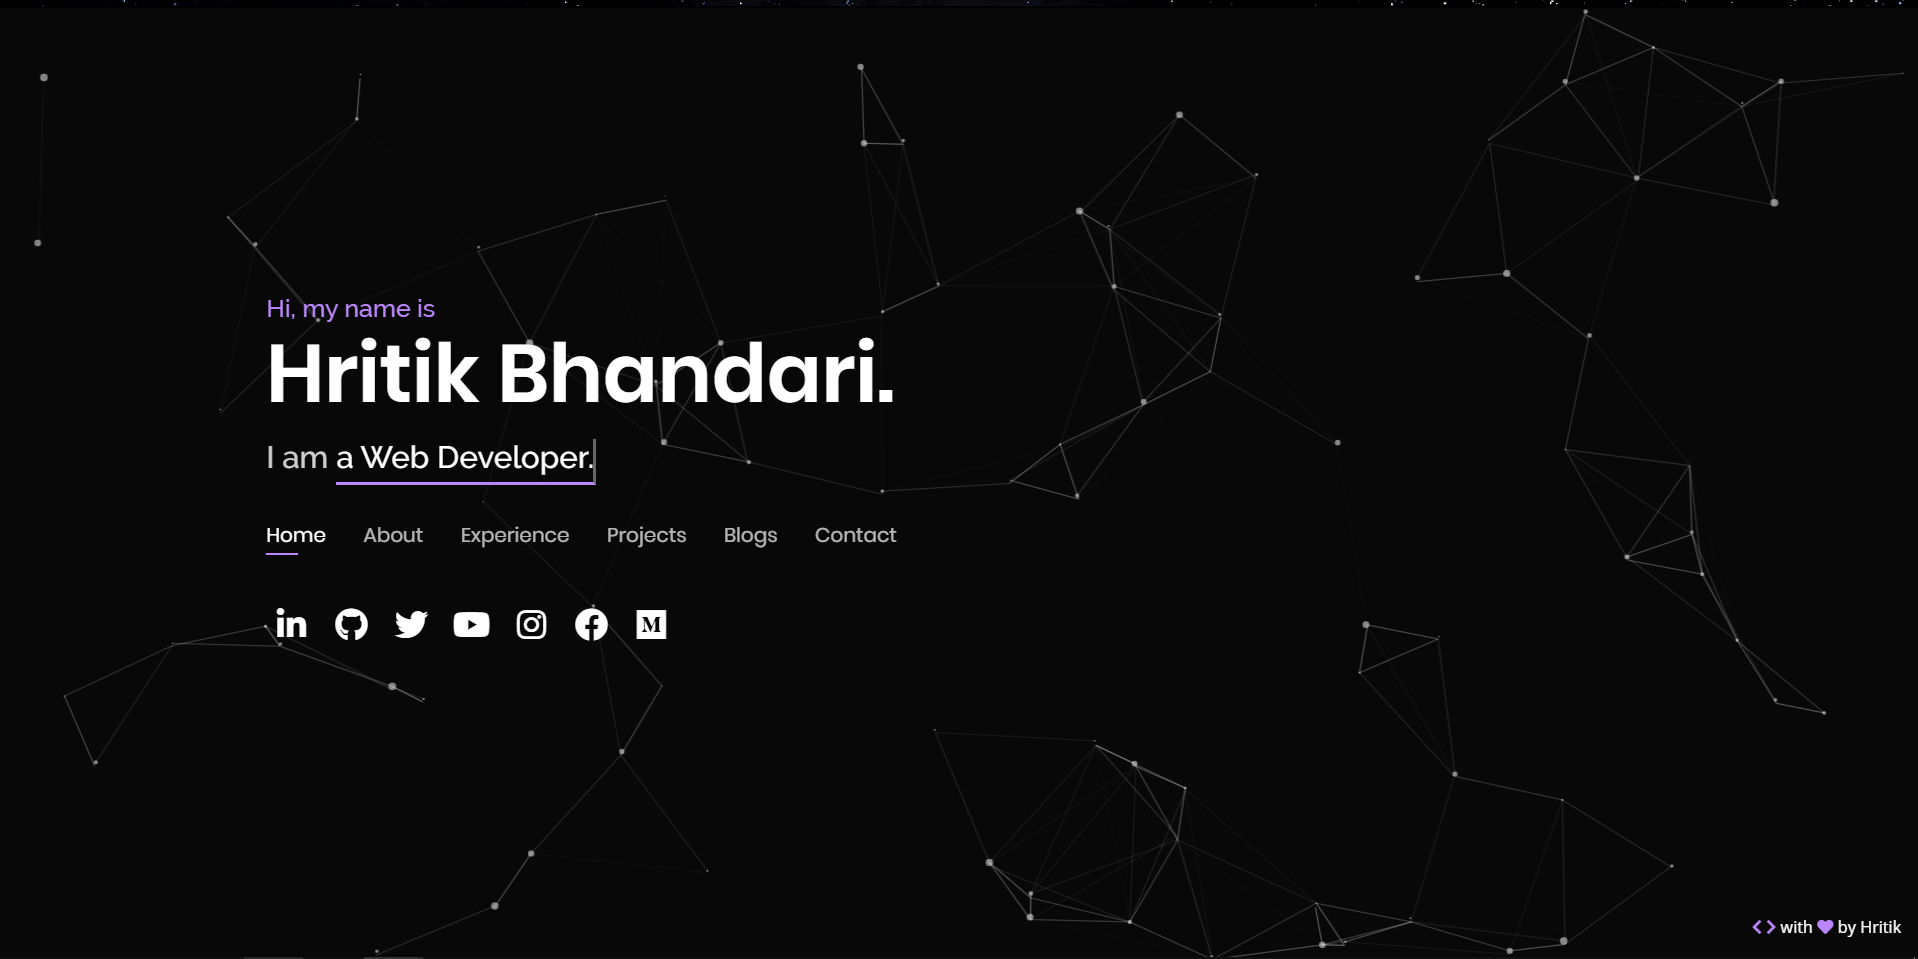 Hi, my name is
Hritik Bhandari.
I am a Web Developer.
Home About Experience Projects Blogs Contact
with by Hritik